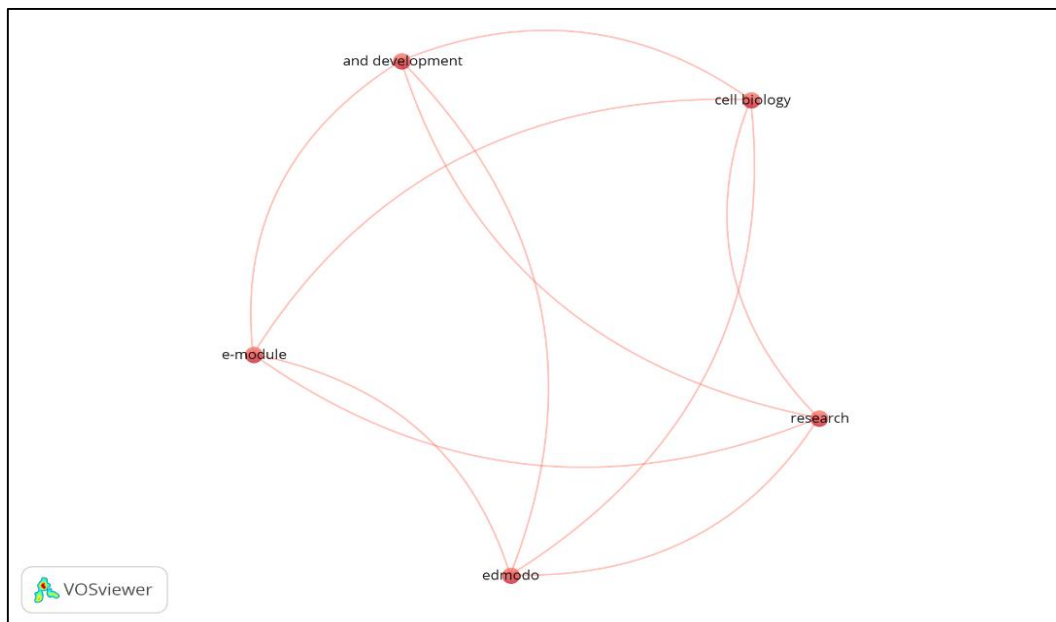 and development
cell biology
e-module
research
edmodo
VOSviewer